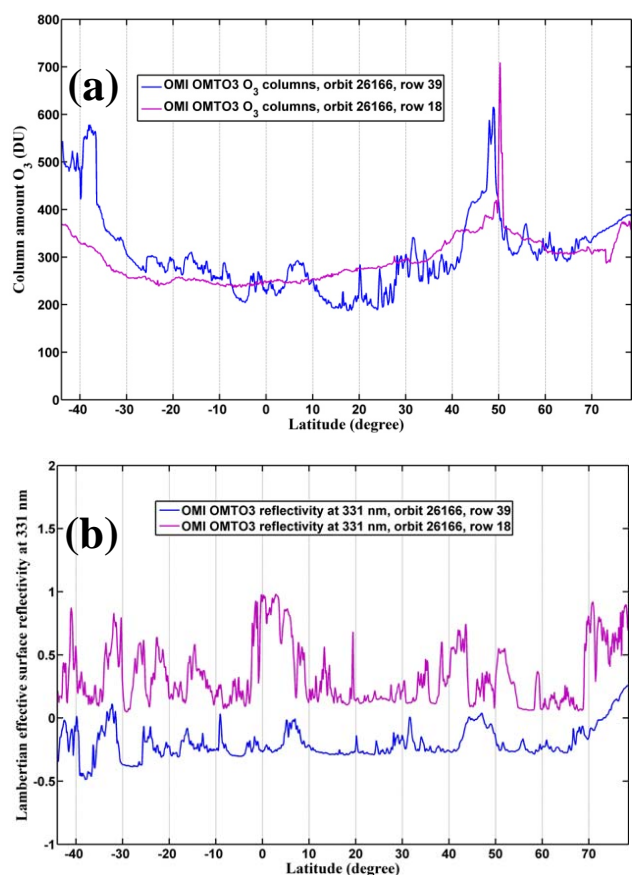 800
700
600
500
400
300
200
100
0
Column amount O3 (DU)
(a)
OMI OMTO3 O3 columns, orbit 26166, row 39
OMI OMTO3 O3 columns, orbit 26166, row 18
-40 -30 -20 -10 0 10 20 30 40 50 60 70
Latitude (degree)
2
1.5
1
0.5
0
-0.5
-1
Lambertian effective surface reflectivity at 331 nm
(b)
OMI OMTO3 reflectivity at 331 nm, orbit 26166, row 39
OMI OMTO3 reflectivity at 331 nm, orbit 26166, row 18
-40 -30 -20 -10 0 10 20 30 40 50 60 70
Latitude (degree)